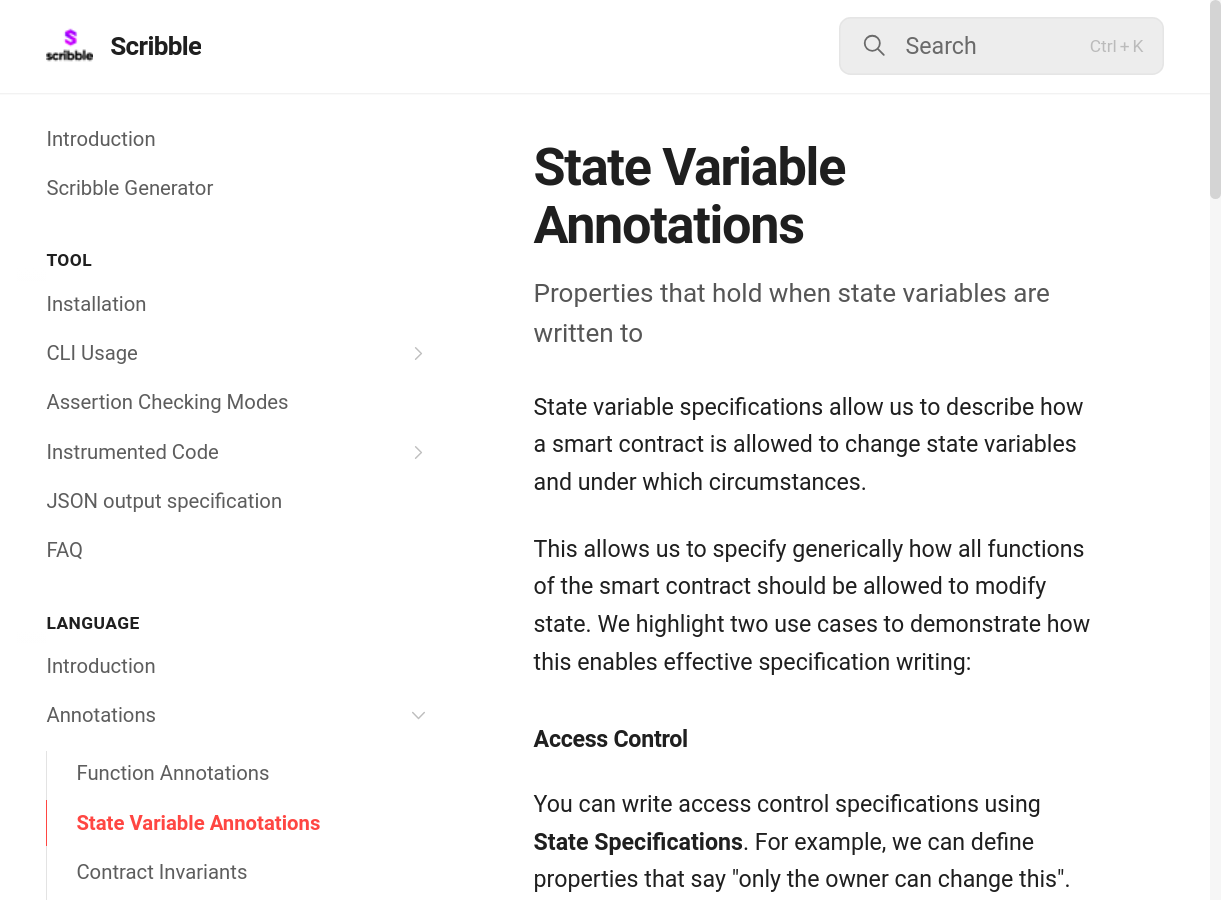 scribble
Scribble
Search
Ctrl + K
Introduction
Scribble Generator
TOOL
Installation
CLI Usage
Assertion Checking Modes
Instrumented Code
JSON output specification
FAQ
LANGUAGE
Introduction
Annotations
Function Annotations
State Variable Annotations
Contract Invariants
State Variable
Annotations
Properties that hold when state variables are
written to
State variable specifications allow us to describe how
a smart contract is allowed to change state variables
and under which circumstances.
This allows us to specify generically how all functions
of the smart contract should be allowed to modify
state. We highlight two use cases to demonstrate how
this enables effective specification writing:
Access Control
You can write access control specifications using
State Specifications. For example, we can define
properties that say "only the owner can change this".